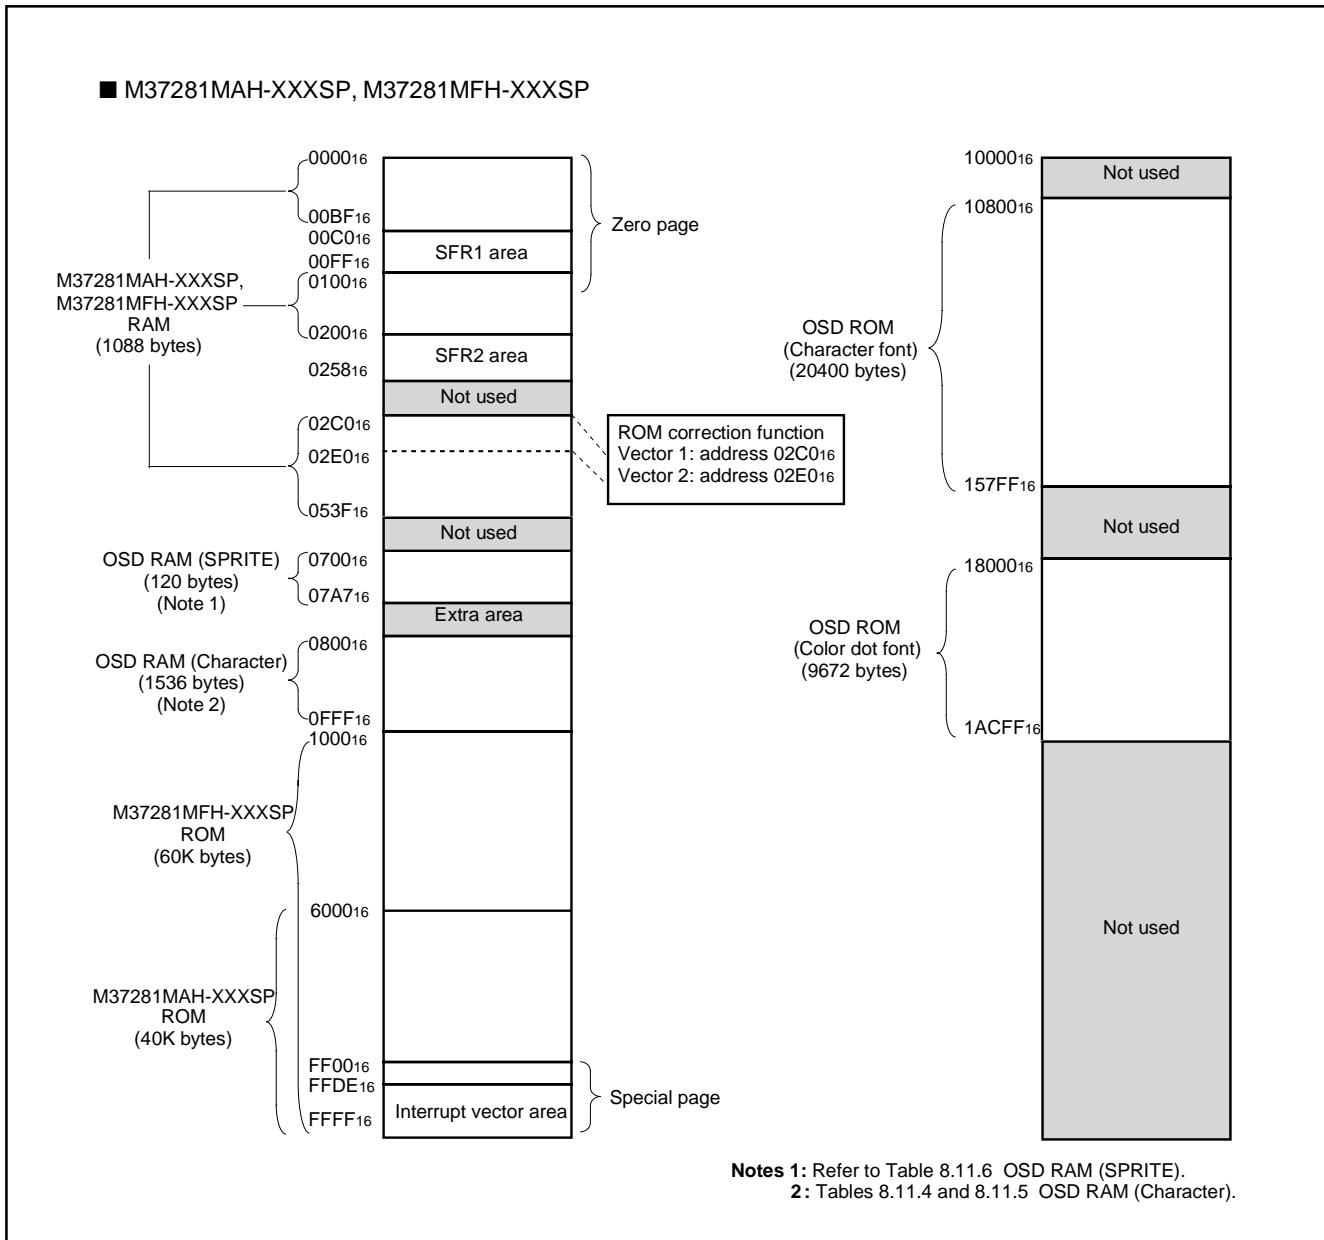 ■ M37281MAH-XXXSP, M37281MFH-XXXSP
0000₁₆
00BF₁₆
00C0₁₆
00FF₁₆
0100₁₆
0200₁₆
0258₁₆
02C0₁₆
02E0₁₆
053F₁₆
0700₁₆
07A7₁₆
0800₁₆
0FFF₁₆
1000₁₆
6000₁₆
FF00₁₆
FFDE₁₆
FFFF₁₆
M37281MAH-XXXSP,
M37281MFH-XXXSP
RAM
(1088 bytes)
OSD RAM (SPRITE)
(120 bytes)
(Note 1)
OSD RAM (Character)
(1536 bytes)
(Note 2)
M37281MFH-XXXSP
ROM
(60K bytes)
M37281MAH-XXXSP
ROM
(40K bytes)
SFR1 area
SFR2 area
Not used
Not used
Extra area
Interrupt vector area
Zero page
ROM correction function
Vector 1: address 02C0₁₆
Vector 2: address 02E0₁₆
Special page
10000₁₆
10800₁₆
157FF₁₆
18000₁₆
1ACFF₁₆
OSD ROM
(Character font)
(20400 bytes)
OSD ROM
(Color dot font)
(9672 bytes)
Not used
Not used
Not used
Notes 1: Refer to Table 8.11.6 OSD RAM (SPRITE).
2: Tables 8.11.4 and 8.11.5 OSD RAM (Character).